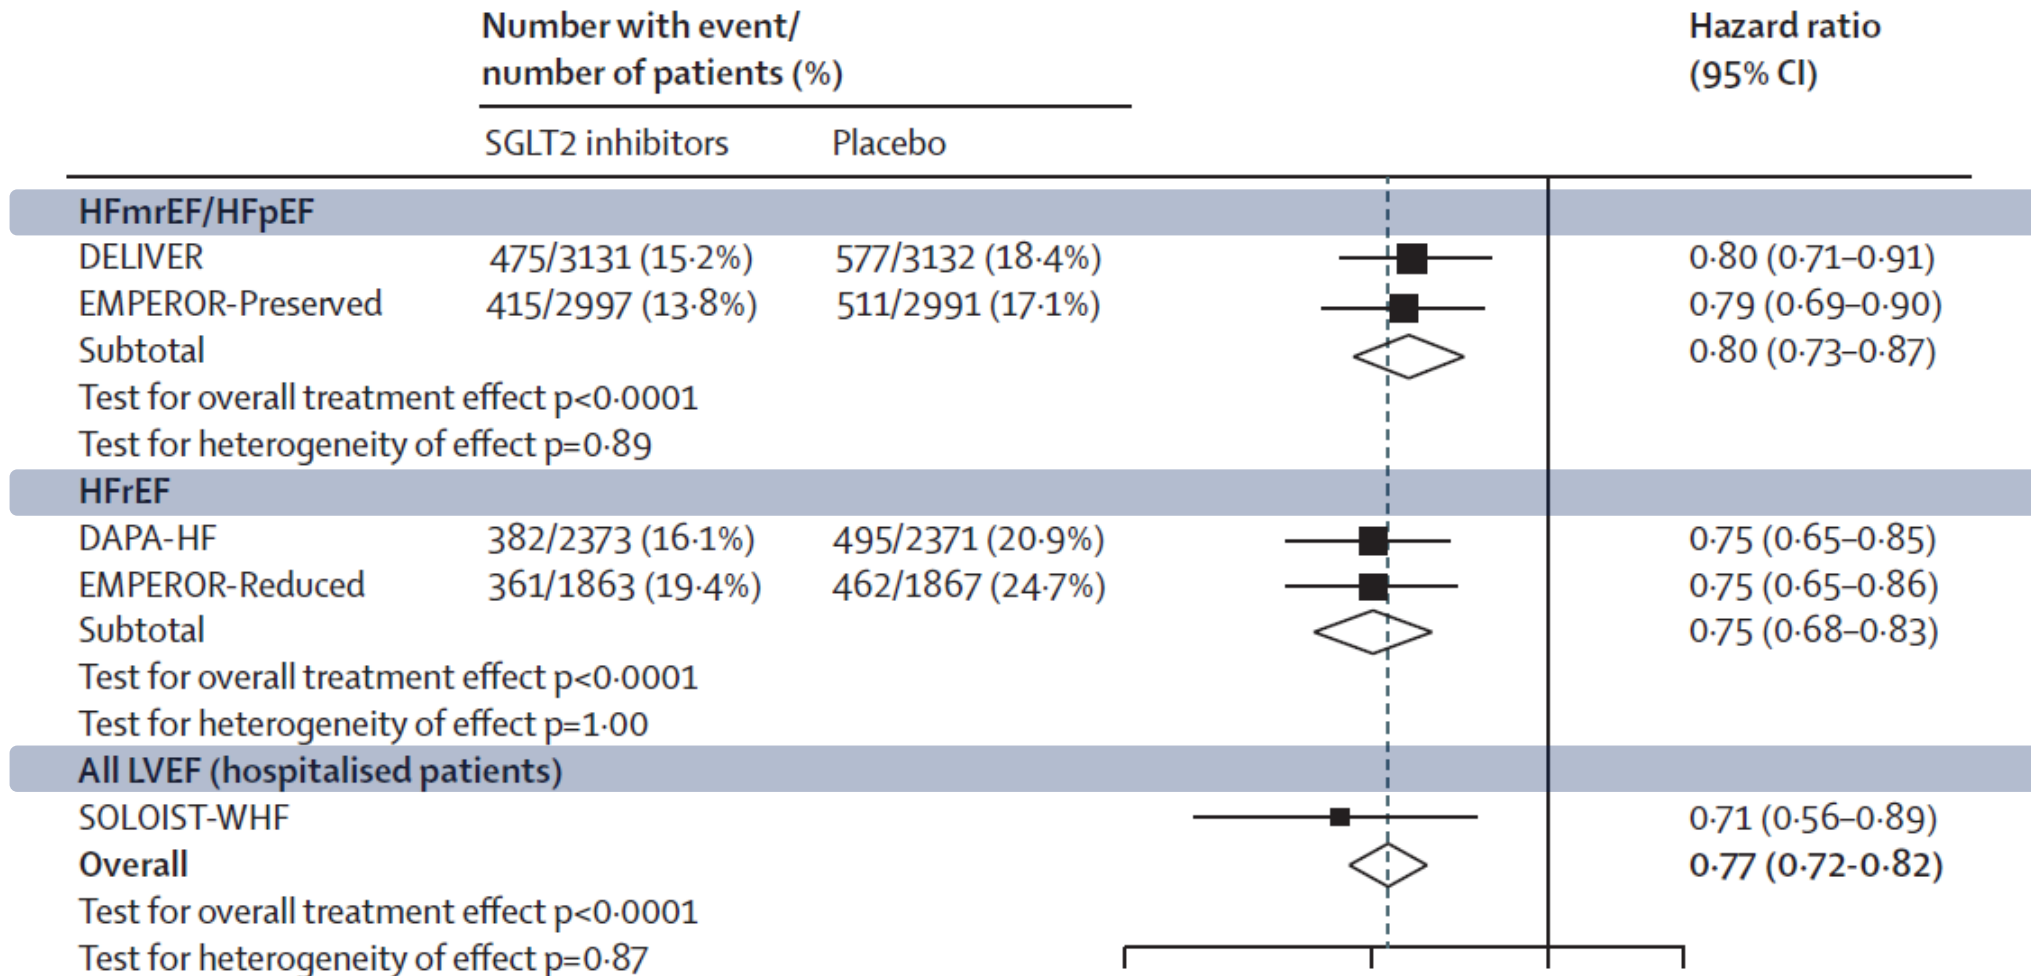 Number with event/
number of patients (%)
Hazard ratio
(95% CI)
SGLT2 inhibitors Placebo
HFmrEF/HFpEF
DELIVER 475/3131 (15·2%) 577/3132 (18·4%) 0·80 (0·71–0·91)
EMPEROR-Preserved 415/2997 (13·8%) 511/2991 (17·1%) 0·79 (0·69–0·90)
Subtotal 0·80 (0·73–0·87)
Test for overall treatment effect p<0·0001
Test for heterogeneity of effect p=0·89
HFrEF
DAPA-HF 382/2373 (16·1%) 495/2371 (20·9%) 0·75 (0·65–0·85)
EMPEROR-Reduced 361/1863 (19·4%) 462/1867 (24·7%) 0·75 (0·65–0·86)
Subtotal 0·75 (0·68–0·83)
Test for overall treatment effect p<0·0001
Test for heterogeneity of effect p=1·00
All LVEF (hospitalised patients)
SOLOIST-WHF 0·71 (0·56–0·89)
Overall 0·77 (0·72-0·82)
Test for overall treatment effect p<0·0001
Test for heterogeneity of effect p=0·87